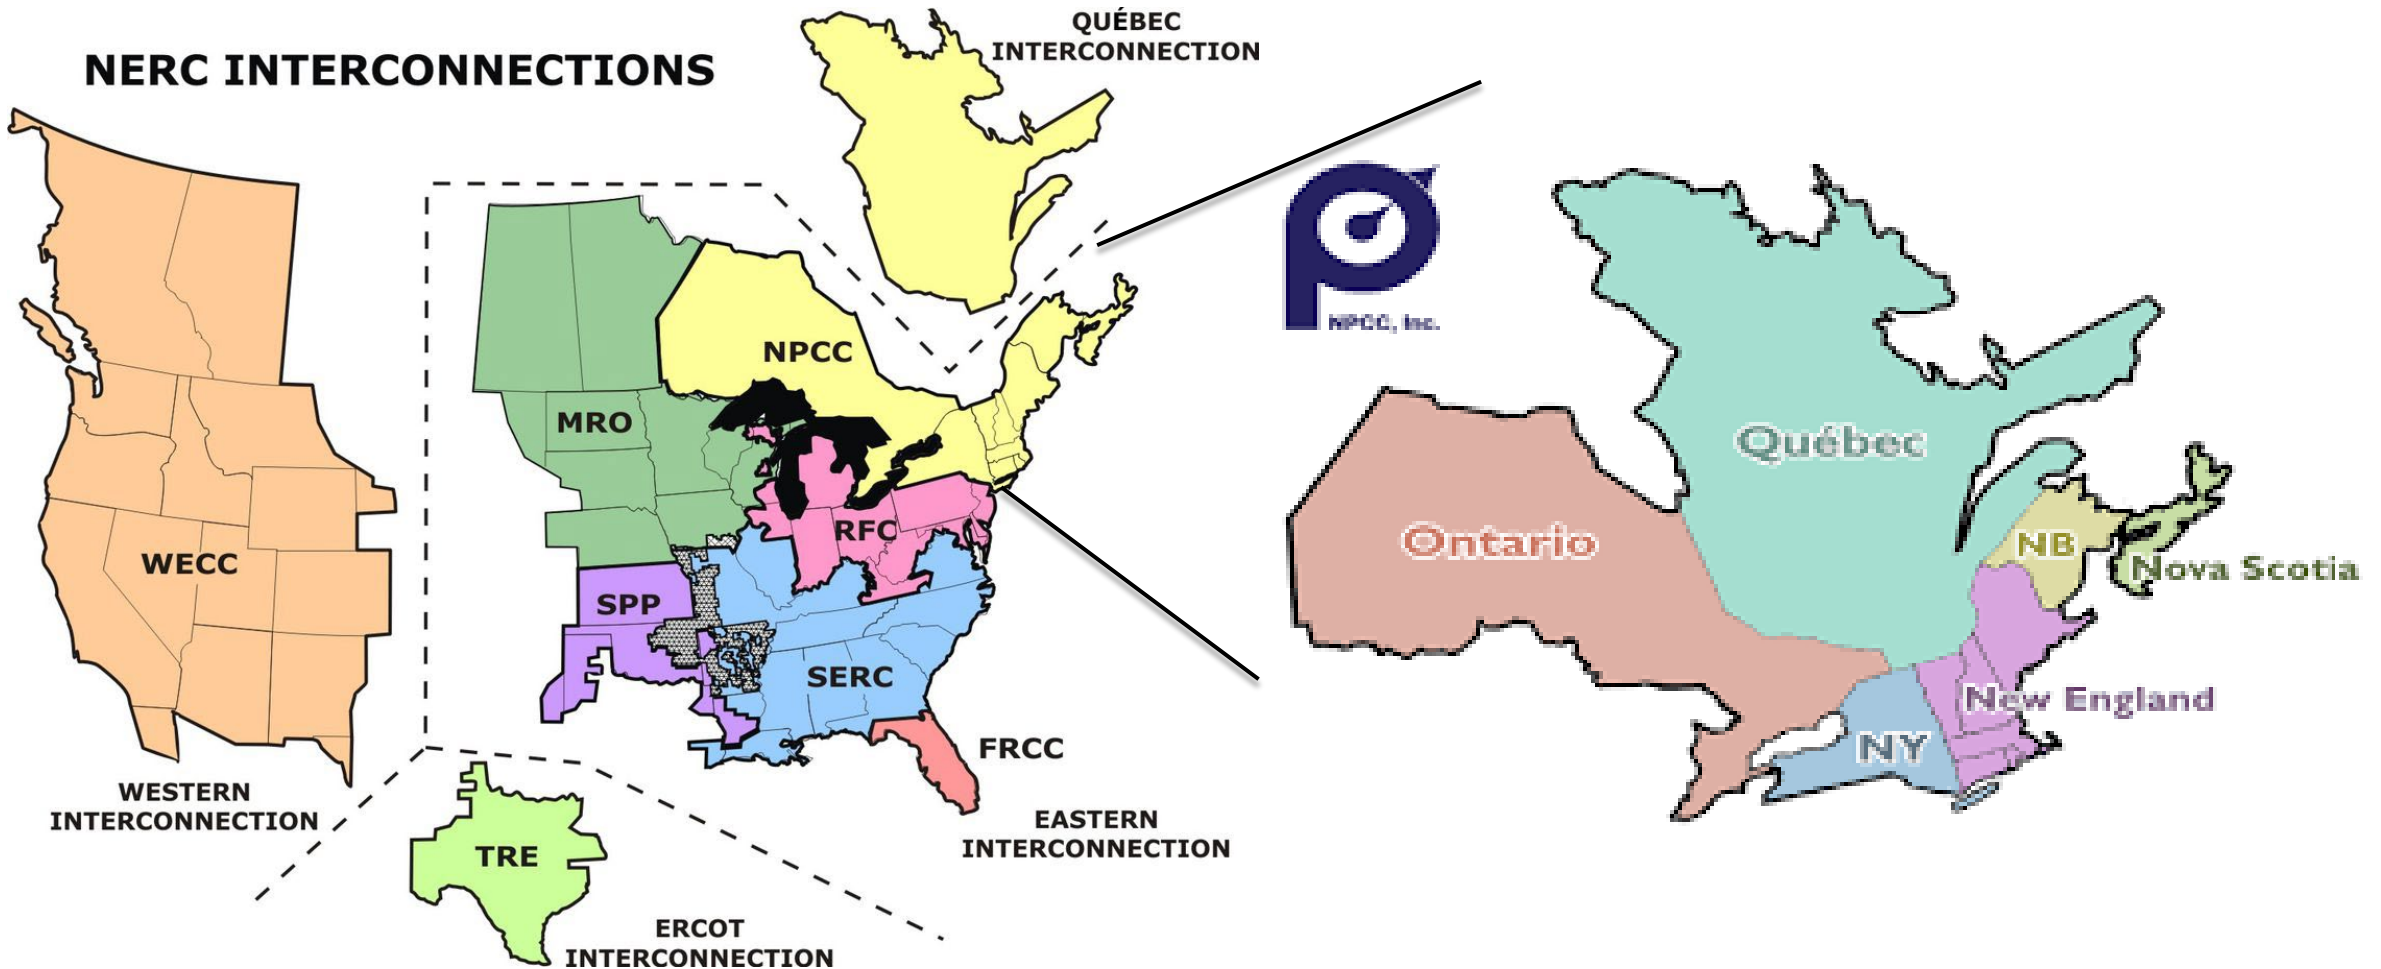 NERC INTERCONNECTIONS
QUÉBEC
INTERCONNECTION
NPCC
MRO
RFC
WECC
SPP
SERC
FRCC
WESTERN
INTERCONNECTION
EASTERN
INTERCONNECTION
TRE
ERCOT
INTERCONNECTION
NPCC, Inc.
Québec
Ontario
NB
Nova Scotia
New England
NY